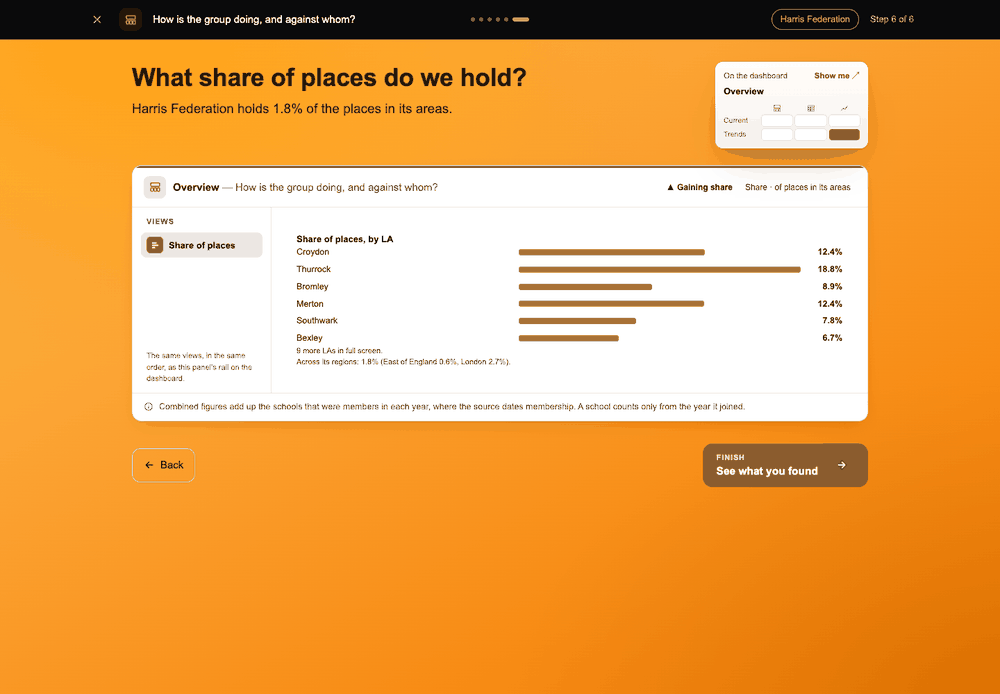 How is the group doing, and against whom?
Harris Federation
Step 6 of 6
What share of places do we hold?
Harris Federation holds 1.8% of the places in its areas.
On the dashboard
Show me
Overview
Current
Trends
Overview — How is the group doing, and against whom?
▲ Gaining share
Share · of places in its areas
VIEWS
Share of places
The same views, in the same
order, as this panel's rail on the
dashboard.
Share of places, by LA
Croydon 12.4%
Thurrock 18.8%
Bromley 8.9%
Merton 12.4%
Southwark 7.8%
Bexley 6.7%
9 more LAs in full screen.
Across its regions: 1.8% (East of England 0.6%, London 2.7%).
Combined figures add up the schools that were members in each year, where the source dates membership. A school counts only from the year it joined.
← Back
FINISH
See what you found →